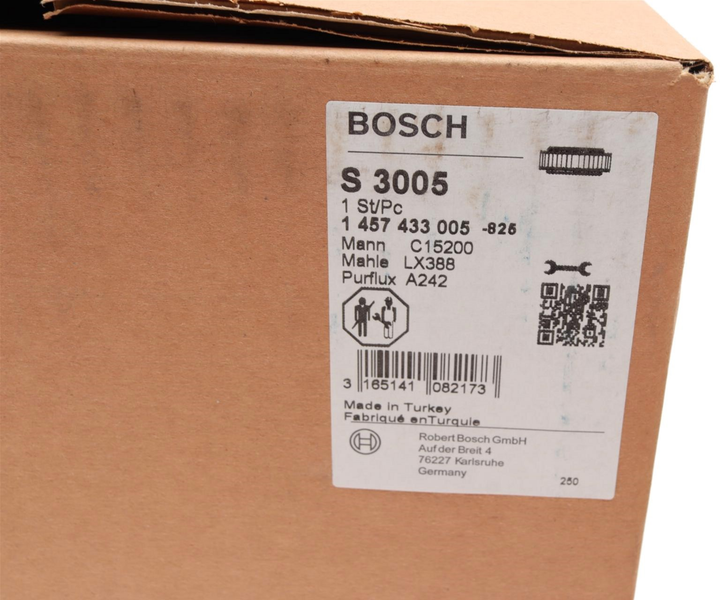 BOSCH
S 3005
1 St/Pc
1 457 433 005 -826
Mann C15200
Mahle LX388
Purflux A242
3 165141 082173
Made in Turkey
Fabriqué enTurquie
Robert Bosch GmbH
Auf der Breit 4
76227 Karlsruhe
Germany
250